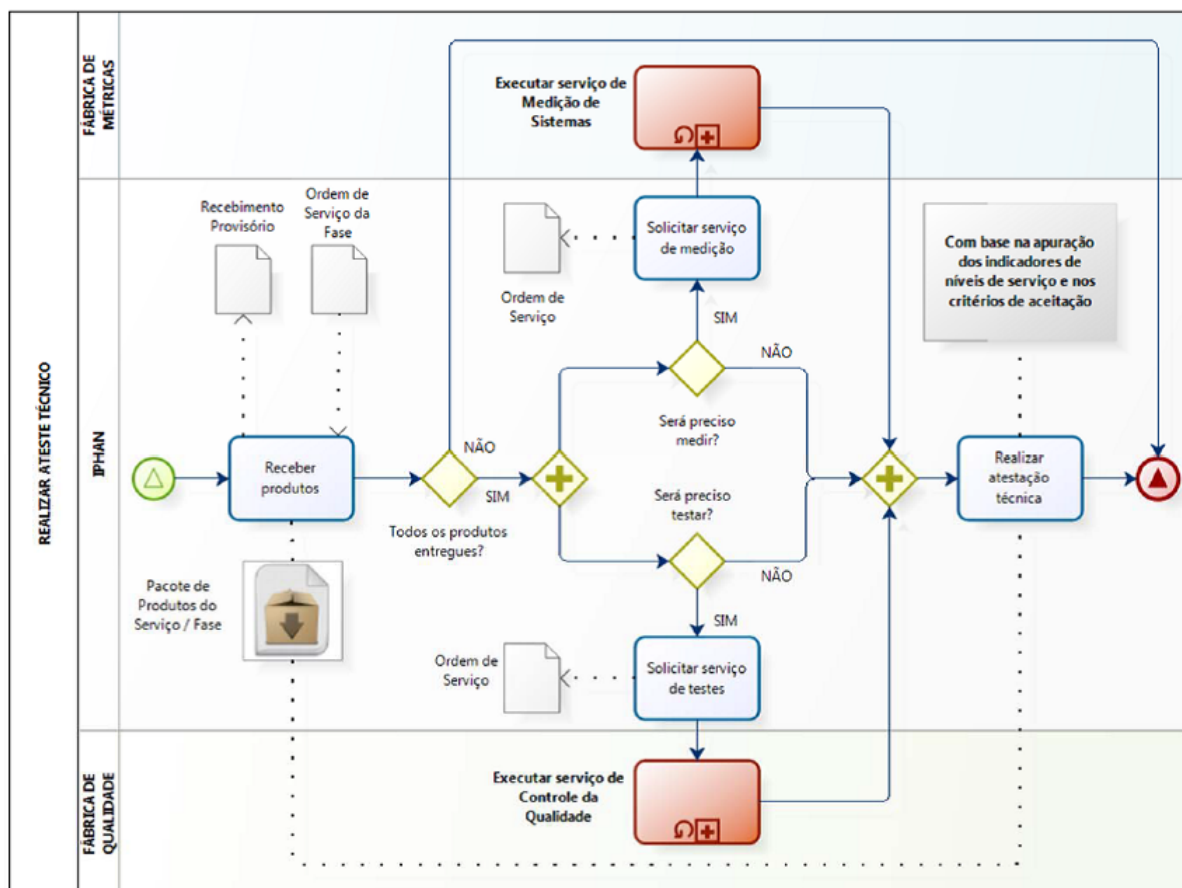 REALIZAR ATESTE TÉCNICO
FÁBRICA DE
MÉTRICAS
Executar serviço de
Medição de
Sistemas
IPHAN
Recebimento
Provisório
Ordem de
Serviço da
Fase
Ordem de
Serviço
Solicitar serviço
de medição
Com base na apuração
dos indicadores de
níveis de serviço e nos
critérios de aceitação
SIM
NÃO
Será preciso
medir?
Receber
produtos
NÃO
SIM
Todos os produtos
entregues?
Será preciso
testar?
NÃO
SIM
Realizar
atestação
técnica
Pacote de
Produtos do
Serviço / Fase
Ordem de
Serviço
Solicitar serviço
de testes
FÁBRICA DE
QUALIDADE
Executar serviço de
Controle da
Qualidade